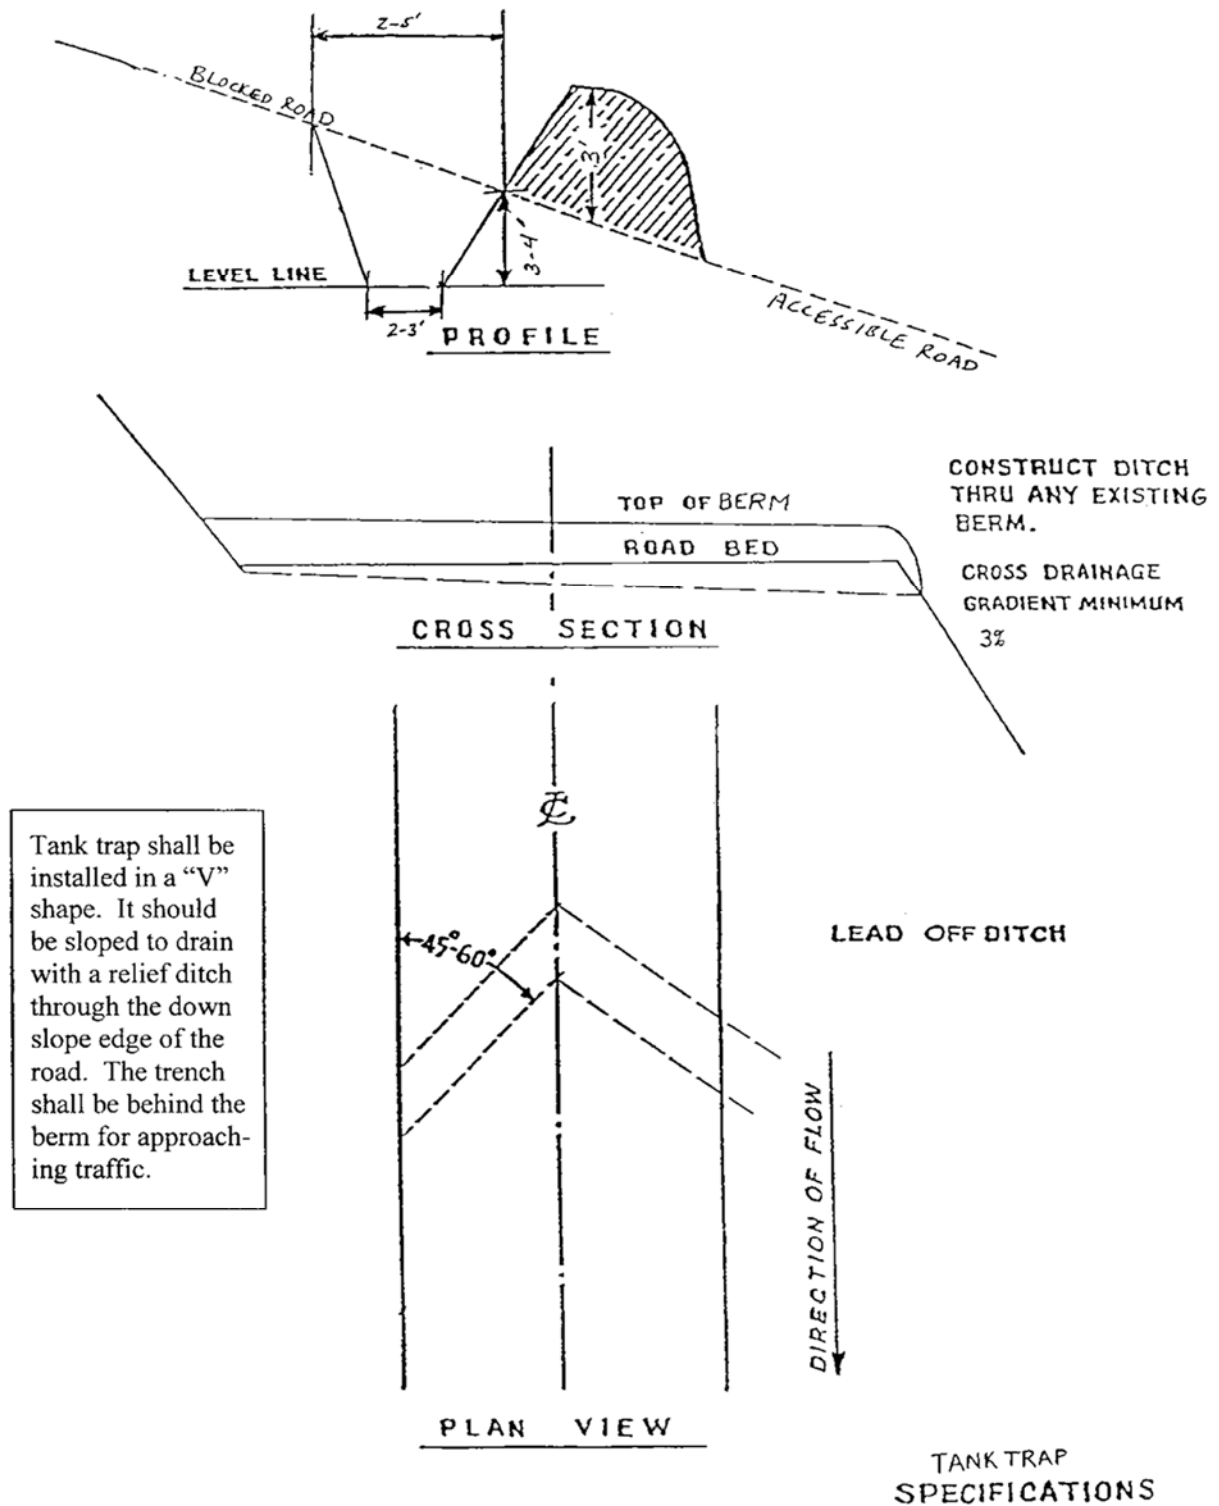 2-5'
BLOCKED ROAD
3'
3-4'
LEVEL LINE
2-3'
PROFILE
ACCESSIBLE ROAD
TOP OF BERM
ROAD BED
CONSTRUCT DITCH
THRU ANY EXISTING
BERM.
CROSS DRAINAGE
GRADIENT MINIMUM
3%
CROSS SECTION
℄
45°-60°
LEAD OFF DITCH
Tank trap shall be
installed in a “V”
shape. It should
be sloped to drain
with a relief ditch
through the down
slope edge of the
road. The trench
shall be behind the
berm for approach-
ing traffic.
DIRECTION OF FLOW
PLAN VIEW
TANK TRAP
SPECIFICATIONS